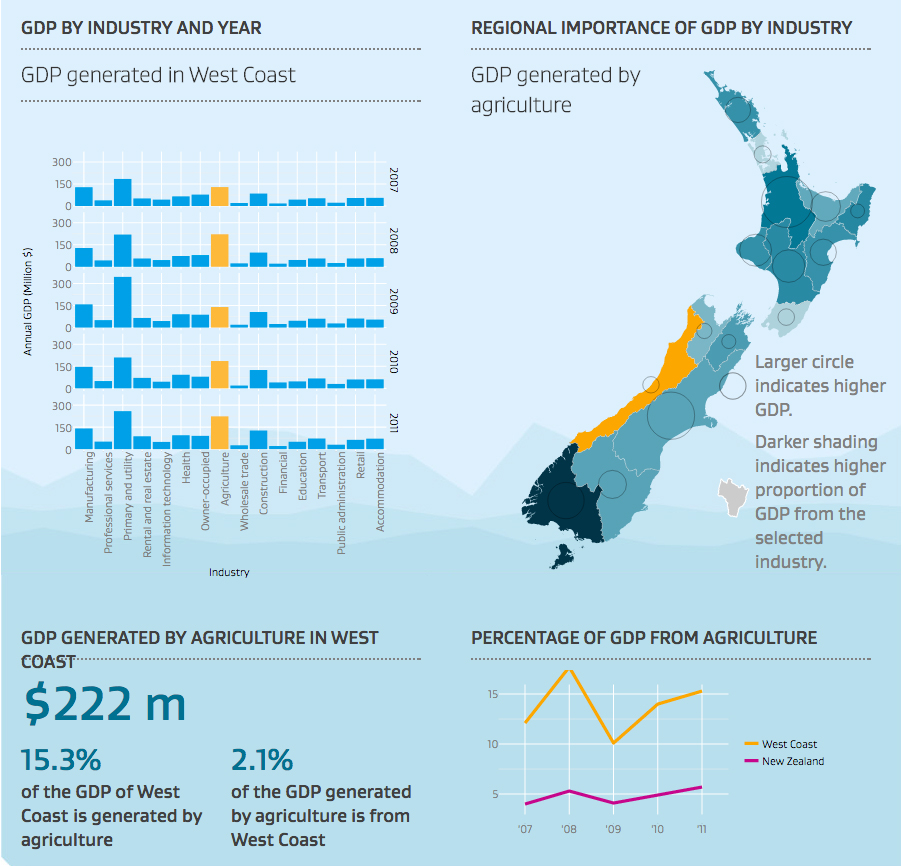 GDP BY INDUSTRY AND YEAR
GDP generated in West Coast
300
150
0
2007
300
150
0
2008
300
150
0
2009
300
150
0
2010
300
150
0
2011
Annual GDP (Million $)
Manufacturing
Professional services
Primary and utility
Rental and real estate
Information technology
Health
Owner-occupied
Agriculture
Wholesale trade
Construction
Financial
Education
Transport
Public administration
Retail
Accommodation
Industry
REGIONAL IMPORTANCE OF GDP BY INDUSTRY
GDP generated by
agriculture
Larger circle
indicates higher
GDP.
Darker shading
indicates higher
proportion of
GDP from the
selected
industry.
GDP GENERATED BY AGRICULTURE IN WEST
COAST
$222 m
15.3%
of the GDP of West
Coast is generated by
agriculture
2.1%
of the GDP generated
by agriculture is from
West Coast
PERCENTAGE OF GDP FROM AGRICULTURE
15
10
5
'07 '08 '09 '10 '11
West Coast
New Zealand